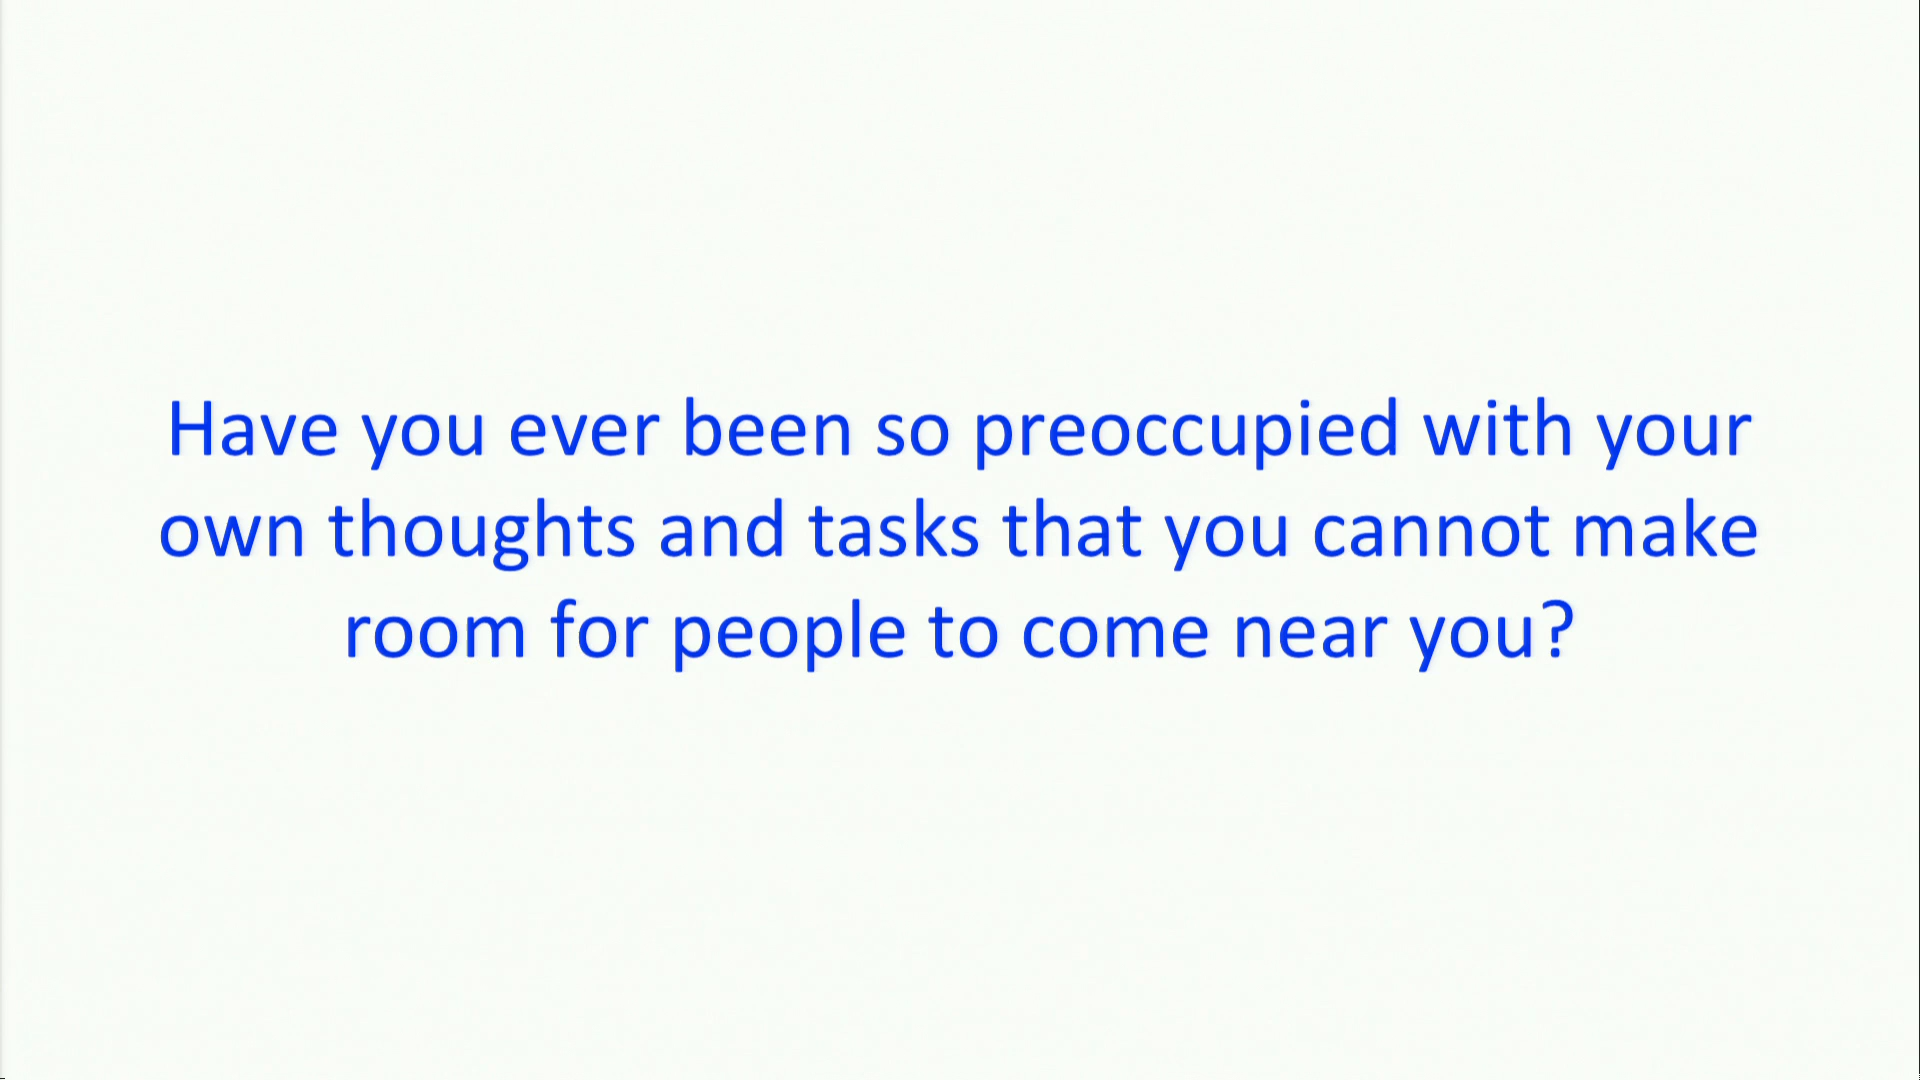 Have you ever been so preoccupied with your
own thoughts and tasks that you cannot make
room for people to come near you?